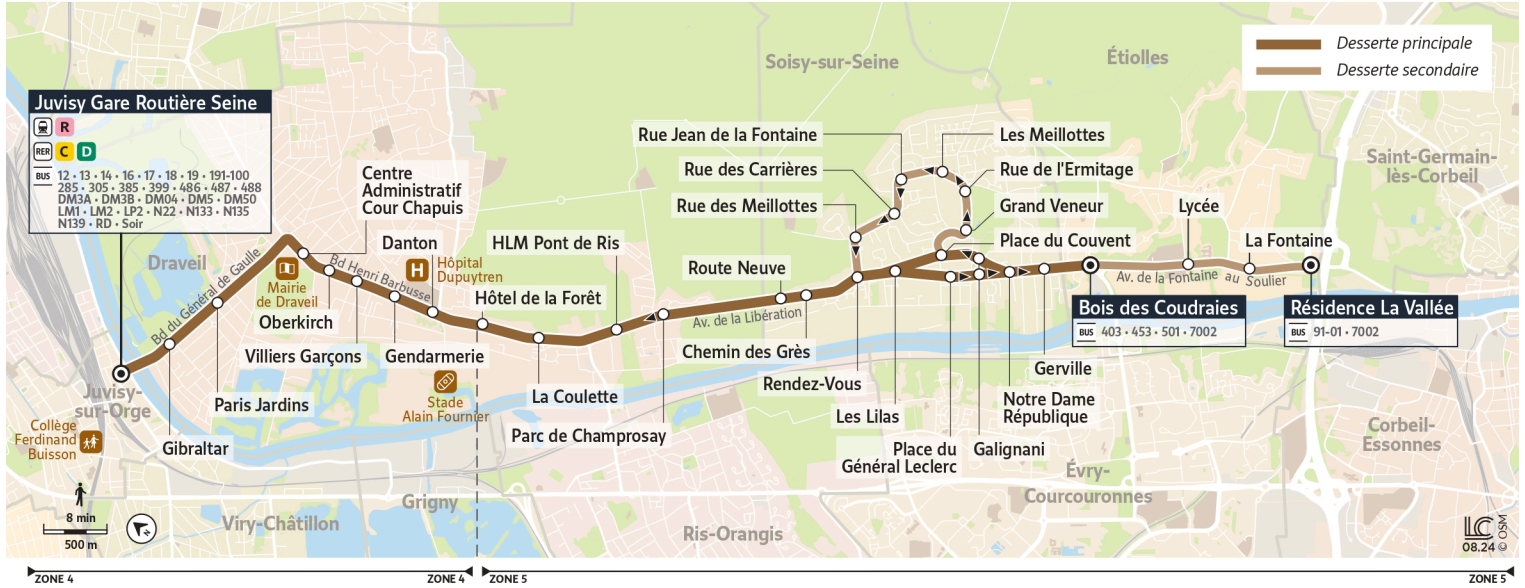 Desserte principale
Desserte secondaire
Soisy-sur-Seine
Étiolles
Saint-Germain-
lès-Corbeil
Juvisy Gare Routière Seine
R
RER C D
BUS 12 • 13 • 14 • 16 • 17 • 18 • 19 • 191-100
285 • 305 • 385 • 399 • 486 • 487 • 488
DM3A • DM3B • DM04 • DM5 • DM50
LM1 • LM2 • LP2 • N22 • N133 • N135
N139 • RD • Soir
Rue Jean de la Fontaine
Les Meillottes
Rue des Carrières
Rue de l'Ermitage
Rue des Meillottes
Grand Veneur
Centre
Administratif
Cour Chapuis
Danton
HLM Pont de Ris
Place du Couvent
Lycée
La Fontaine
Draveil
Bd du Général de Gaulle
Bd Henri Barbusse
Mairie
de Draveil
H
Hôpital
Dupuytren
Route Neuve
Hôtel de la Forêt
Av. de la Libération
Av. de la Fontaine au Soulier
Oberkirch
Villiers Garçons
Gendarmerie
Bois des Coudraies
BUS 403 • 453 • 501 • 7002
Résidence La Vallée
BUS 91-01 • 7002
Chemin des Grès
Rendez-Vous
Gerville
Juvisy-
sur-Orge
Paris Jardins
Stade
Alain Fournier
La Coulette
Les Lilas
Notre Dame
République
Collège
Ferdinand
Buisson
Gibraltar
Parc de Champrosay
Place du
Général Leclerc
Galignani
Corbeil-
Essonnes
Évry-
Courcouronnes
Grigny
Viry-Châtillon
Ris-Orangis
8 min
500 m
N
LC
08.24
© OSM
ZONE 4
ZONE 4
ZONE 5
ZONE 5